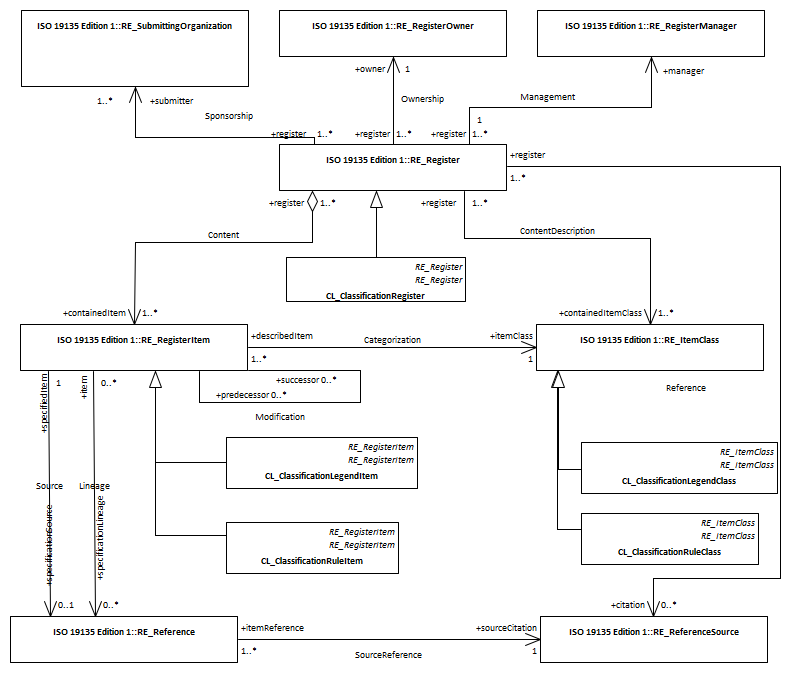 ISO 19135 Edition 1::RE_SubmittingOrganization
ISO 19135 Edition 1::RE_RegisterOwner
ISO 19135 Edition 1::RE_RegisterManager
+owner
1
+manager
1..*
+submitter
Ownership
Management
Sponsorship
1
+register
1..*
+register
1..*
+register
1..*
ISO 19135 Edition 1::RE_Register
+register
1..*
+register
1..*
+register
1..*
Content
ContentDescription
RE_Register
RE_Register
CL_ClassificationRegister
+containedItem
1..*
+containedItemClass
1..*
ISO 19135 Edition 1::RE_RegisterItem
+describedItem
Categorization
+itemClass
ISO 19135 Edition 1::RE_ItemClass
1..*
1
+specifiedItem
1
+item
0..*
+successor 0..*
+predecessor 0..*
Modification
Reference
RE_RegisterItem
RE_RegisterItem
CL_ClassificationLegendItem
RE_ItemClass
RE_ItemClass
CL_ClassificationLegendClass
Source
Lineage
+specificationSource
+specificationLineage
RE_RegisterItem
RE_RegisterItem
CL_ClassificationRuleItem
RE_ItemClass
RE_ItemClass
CL_ClassificationRuleClass
0..1
0..*
+citation
0..*
ISO 19135 Edition 1::RE_Reference
+itemReference
+sourceCitation
ISO 19135 Edition 1::RE_ReferenceSource
1..*
SourceReference
1